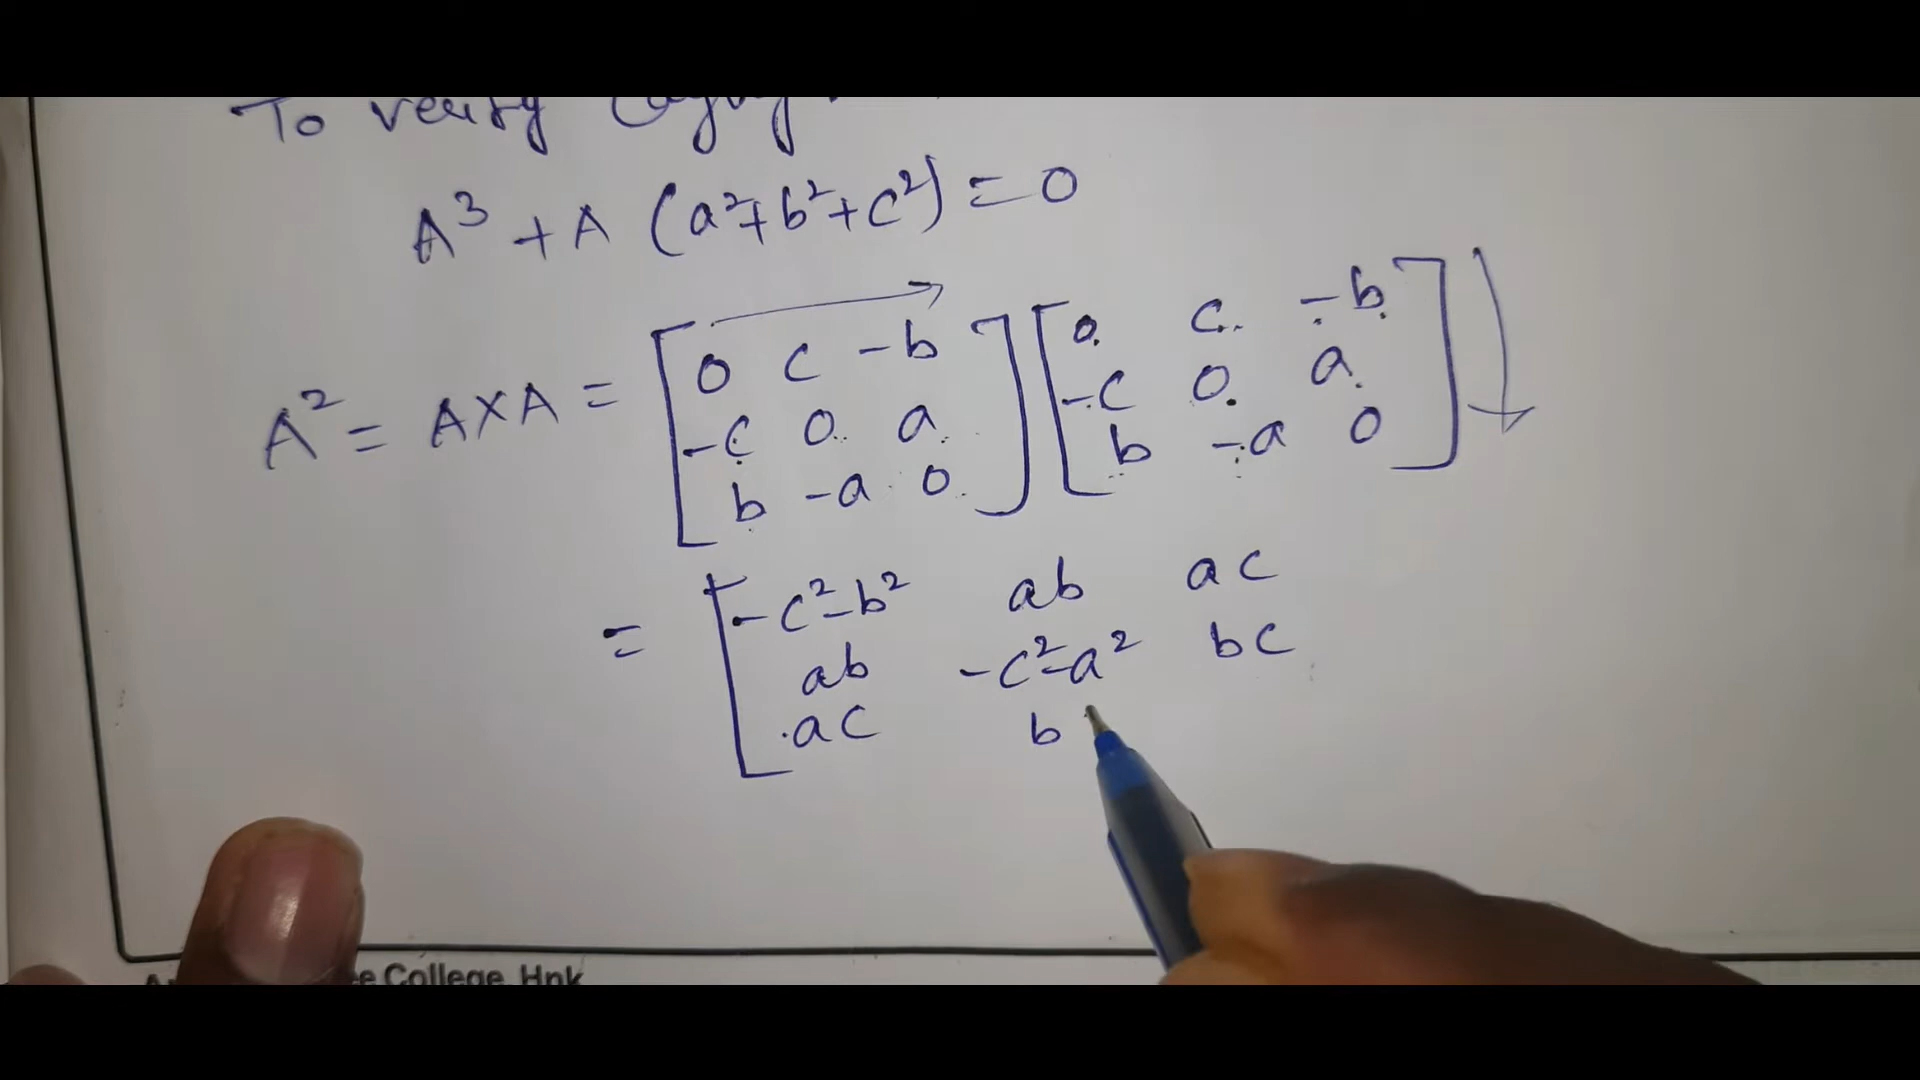 To verify
A³ + A (a²+b²+c²) = 0
A² = A×A = [0 c -b] [0 c -b]
[-c 0 a] [-c 0 a]
[b -a 0] [b -a 0]
= [-c²-b² ab ac
ab -c²-a² bc
ac b
College, Hnk